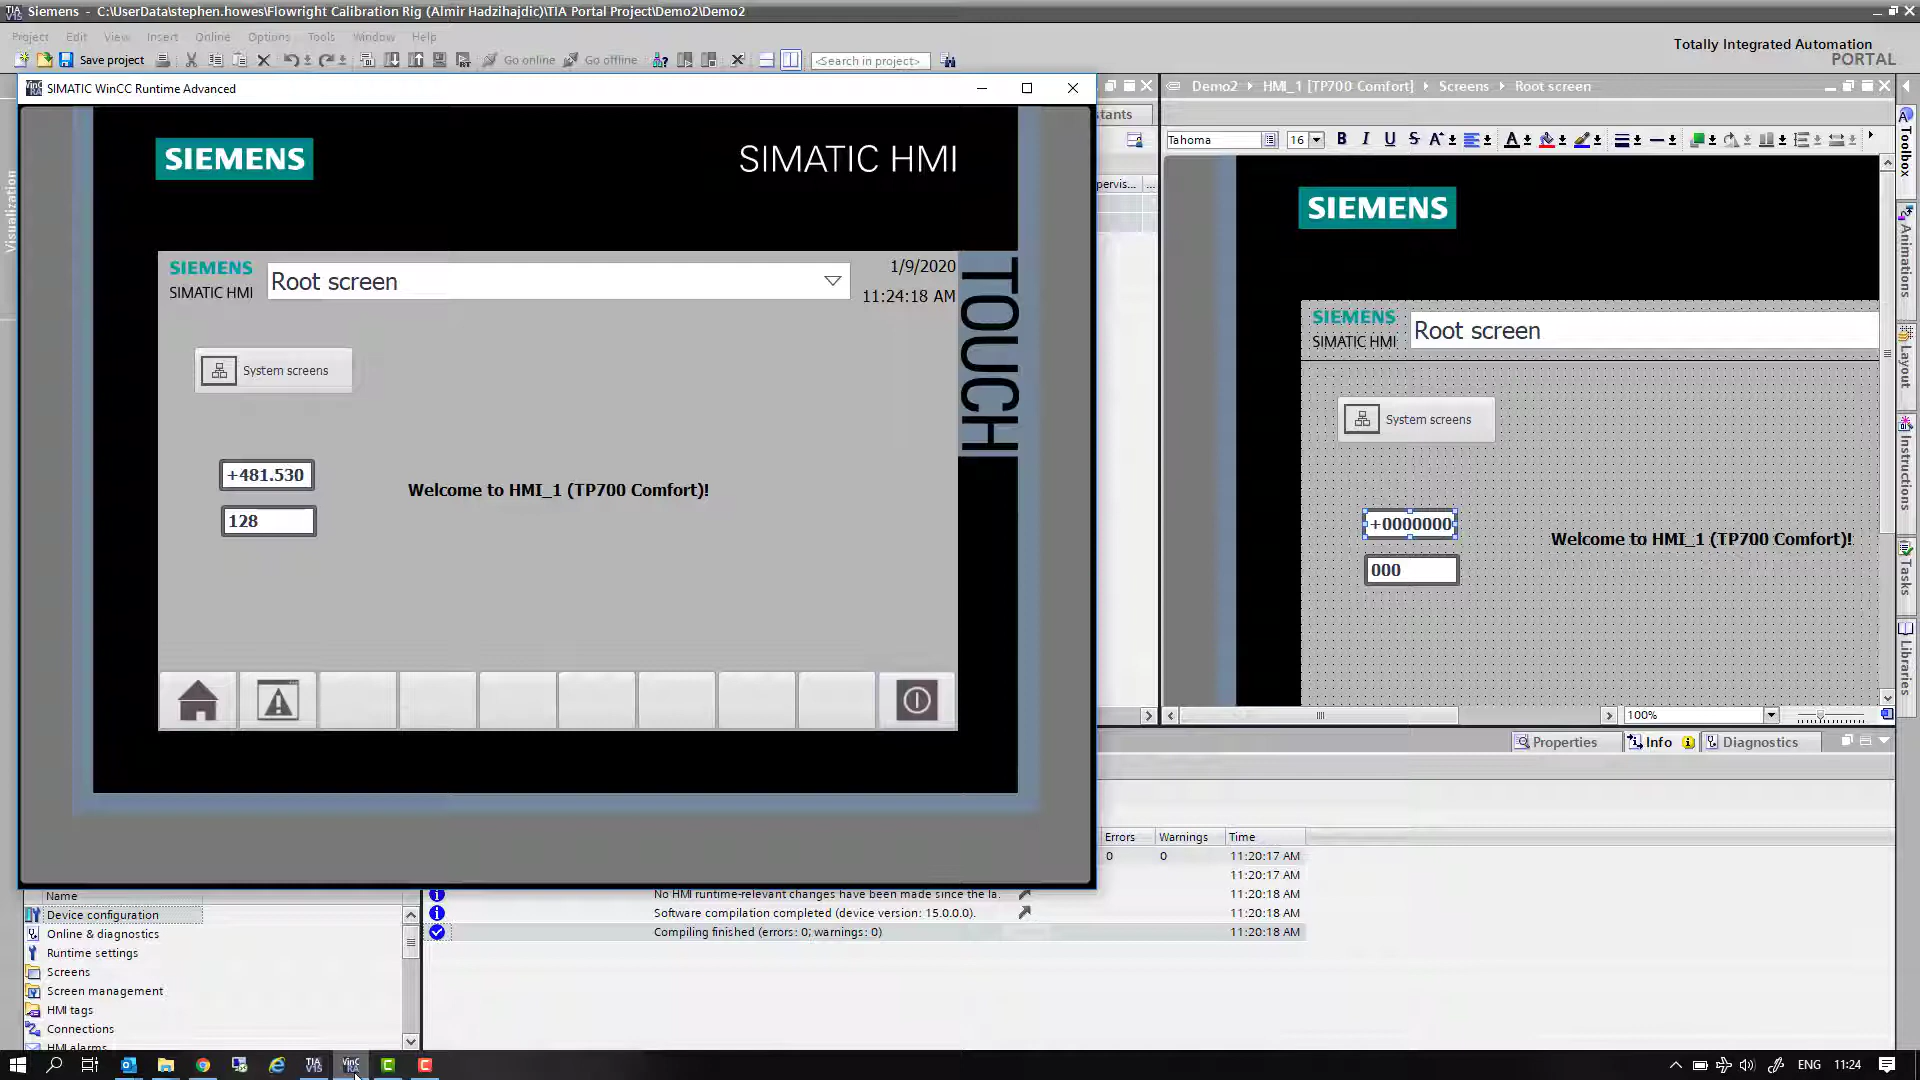 Siemens - C:\UserData\stephen.howes\Flowright Calibration Rig (Almir Hadzihajdic)\TIA Portal Project\Demo2\Demo2
Project Edit View Insert Online Options Tools Window Help
Totally Integrated Automation
PORTAL
Save project
Go online
Go offline
<Search in project>
SIMATIC WinCC Runtime Advanced
Demo2 HMI_1 [TP700 Comfort] Screens Root screen
stants
Tahoma 16 B I U S A A
Visualization
SIEMENS
SIMATIC HMI
SIEMENS
SIMATIC HMI
Root screen
1/9/2020
11:24:18 AM
TOUCH
System screens
+481.530
128
Welcome to HMI_1 (TP700 Comfort)!
pervis... ...
SIEMENS
SIEMENS
SIMATIC HMI
Root screen
System screens
+0000000
000
Welcome to HMI_1 (TP700 Comfort)!
Toolbox
Animations
Layout
Instructions
Tasks
Libraries
100%
Properties Info Diagnostics
Errors Warnings Time
0 0 11:20:17 AM
11:20:17 AM
No HMI runtime-relevant changes have been made since the la. 11:20:18 AM
Software compilation completed (device version: 15.0.0.0). 11:20:18 AM
Compiling finished (errors: 0; warnings: 0) 11:20:18 AM
Name
Device configuration
Online & diagnostics
Runtime settings
Screens
Screen management
HMI tags
Connections
HMI alarms
ENG 11:24